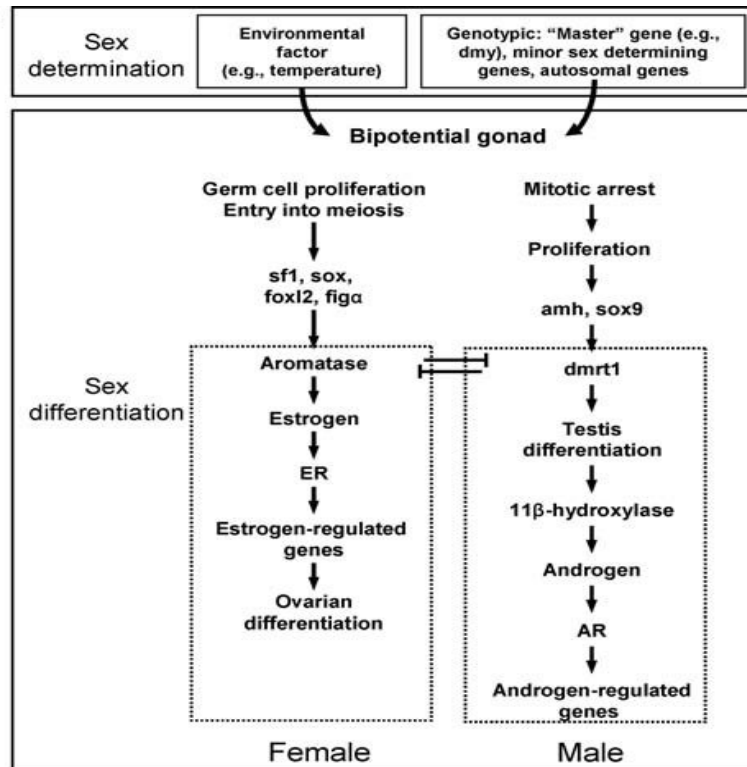 Sex
determination
Environmental
factor
(e.g., temperature)
Genotypic: “Master” gene (e.g.,
dmy), minor sex determining
genes, autosomal genes
Bipotential gonad
Germ cell proliferation
Entry into meiosis
sf1, sox,
foxl2, figα
Aromatase
Estrogen
ER
Estrogen-regulated
genes
Ovarian
differentiation
Mitotic arrest
Proliferation
amh, sox9
dmrt1
Testis
differentiation
11β-hydroxylase
Androgen
AR
Androgen-regulated
genes
Sex
differentiation
Female
Male